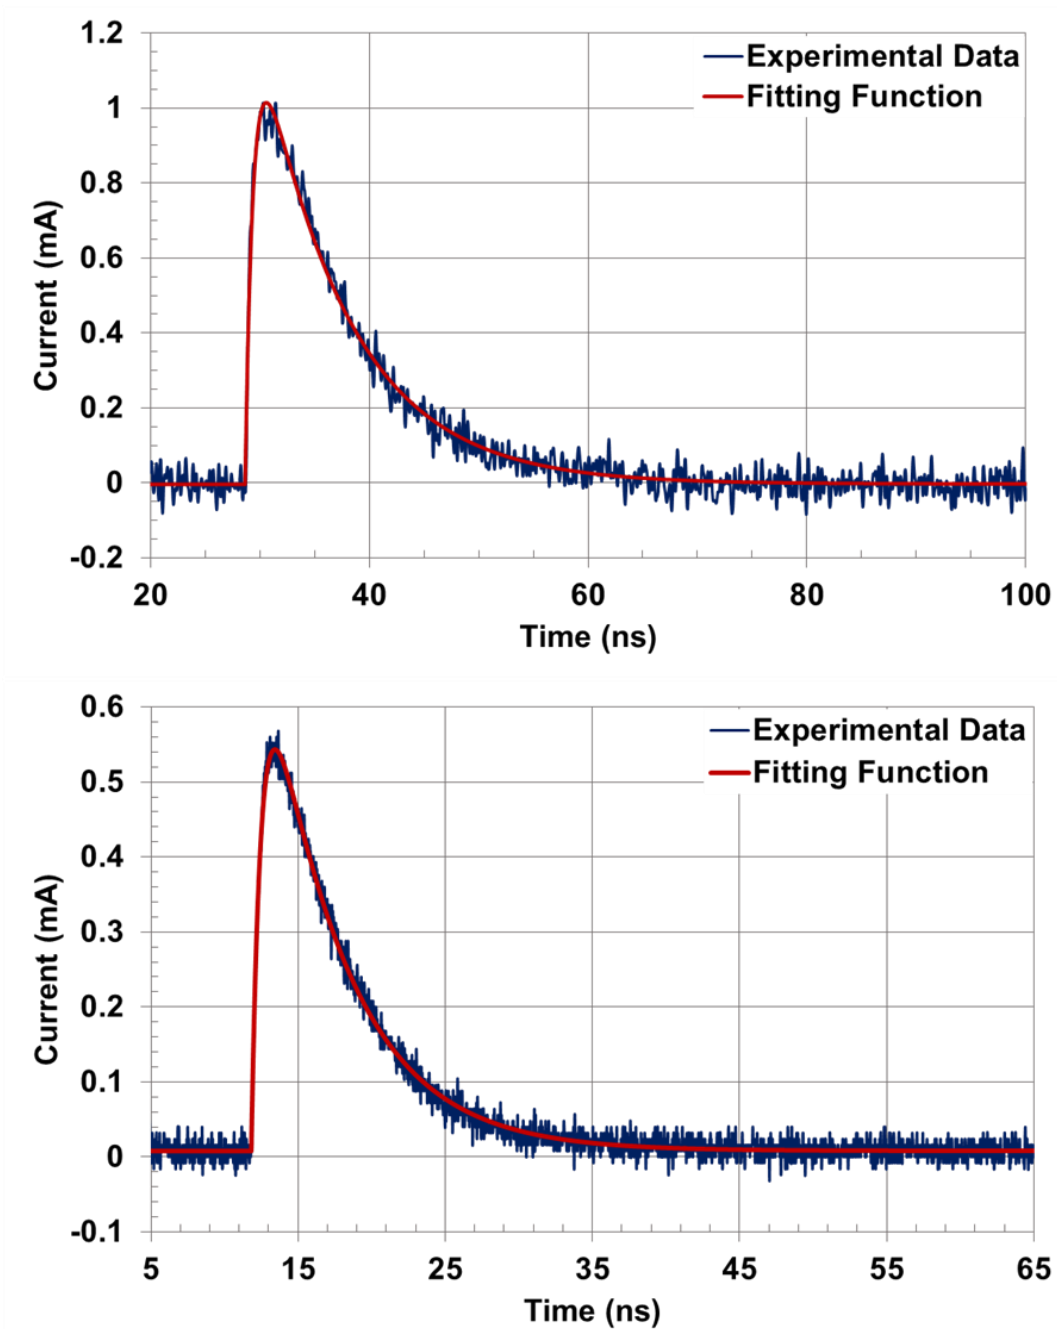 1.2
Experimental Data
Fitting Function
1
0.8
0.6
0.4
0.2
0
-0.2
Current (mA)
20 40 60 80 100
Time (ns)
0.6
Experimental Data
Fitting Function
0.5
0.4
0.3
0.2
0.1
0
-0.1
Current (mA)
5 15 25 35 45 55 65
Time (ns)